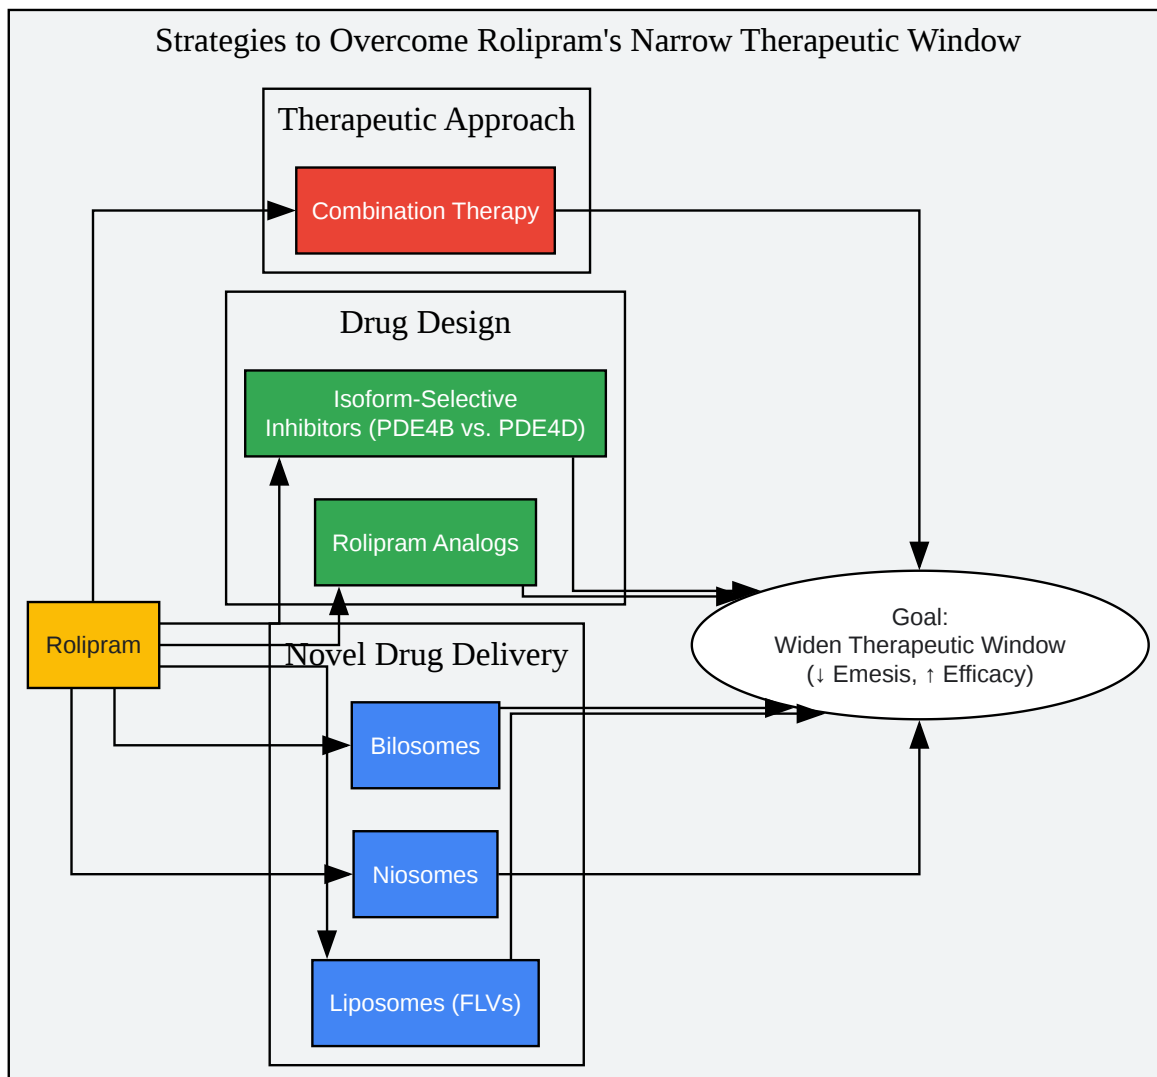 Strategies to Overcome Rolipram's Narrow Therapeutic Window
Therapeutic Approach
Combination Therapy
Drug Design
Isoform-Selective
Inhibitors (PDE4B vs. PDE4D)
Rolipram Analogs
Rolipram
Novel Drug Delivery
Bilosomes
Niosomes
Liposomes (FLVs)
Goal:
Widen Therapeutic Window
(↓ Emesis, ↑ Efficacy)